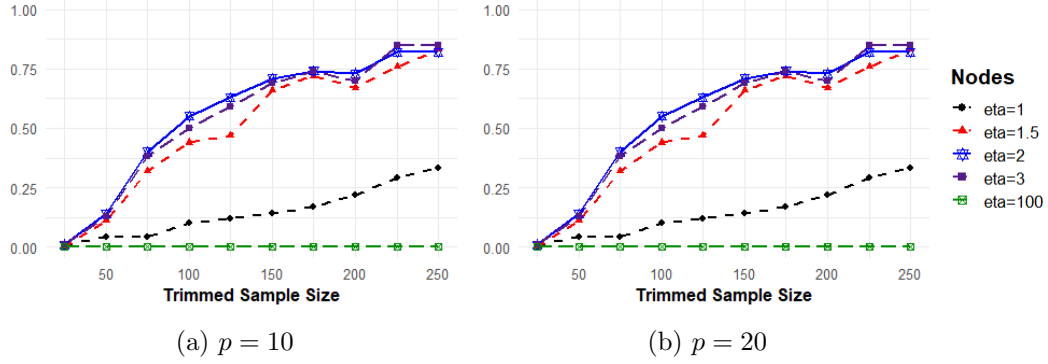 1.00
0.75
0.50
0.25
0.00
50 100 150 200 250
Trimmed Sample Size
(a) p = 10
1.00
0.75
0.50
0.25
0.00
50 100 150 200 250
Trimmed Sample Size
(b) p = 20
Nodes
eta=1
eta=1.5
eta=2
eta=3
eta=100